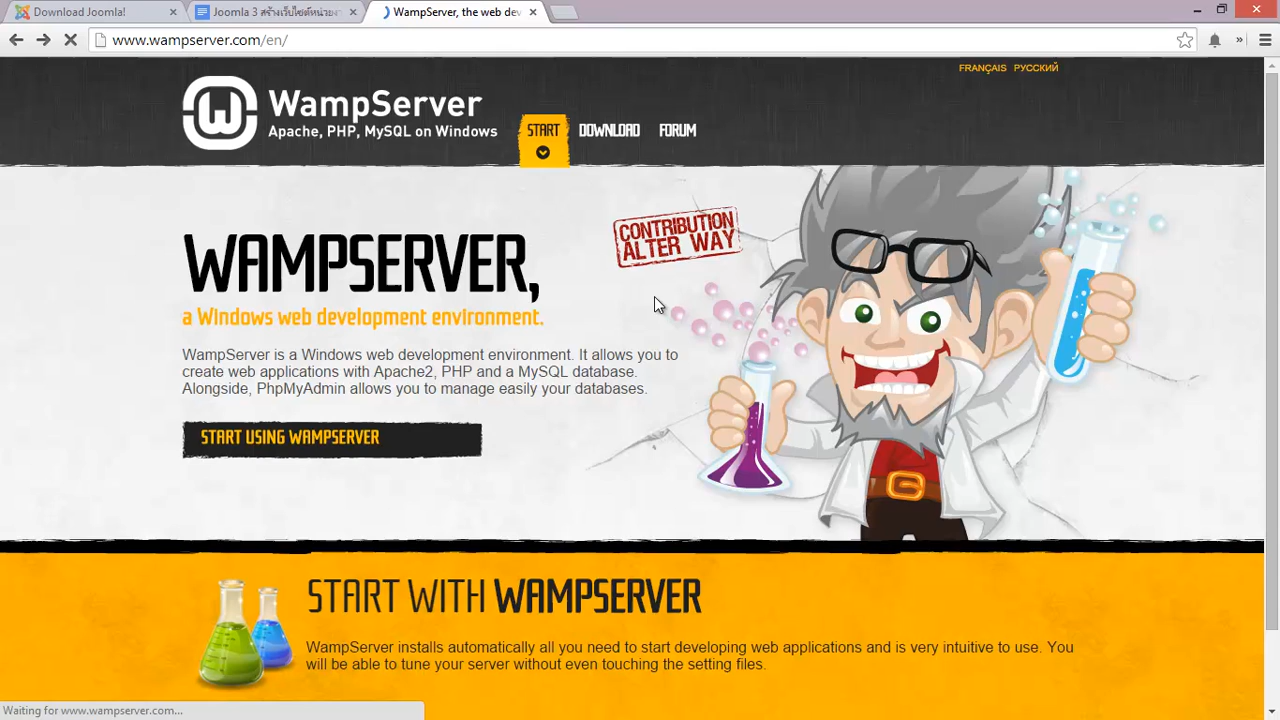 Download Joomla!
Joomla 3 สร้างเว็บไซต์หน่วยงา
WampServer, the web dev
www.wampserver.com/en/
FRANÇAIS РУССКИЙ
WampServer
Apache, PHP, MySQL on Windows
START DOWNLOAD FORUM
CONTRIBUTION
ALTER WAY
WAMPSERVER,
a Windows web development environment.
WampServer is a Windows web development environment. It allows you to
create web applications with Apache2, PHP and a MySQL database.
Alongside, PhpMyAdmin allows you to manage easily your databases.
START USING WAMPSERVER
START WITH WAMPSERVER
WampServer installs automatically all you need to start developing web applications and is very intuitive to use. You
will be able to tune your server without even touching the setting files.
Waiting for www.wampserver.com...